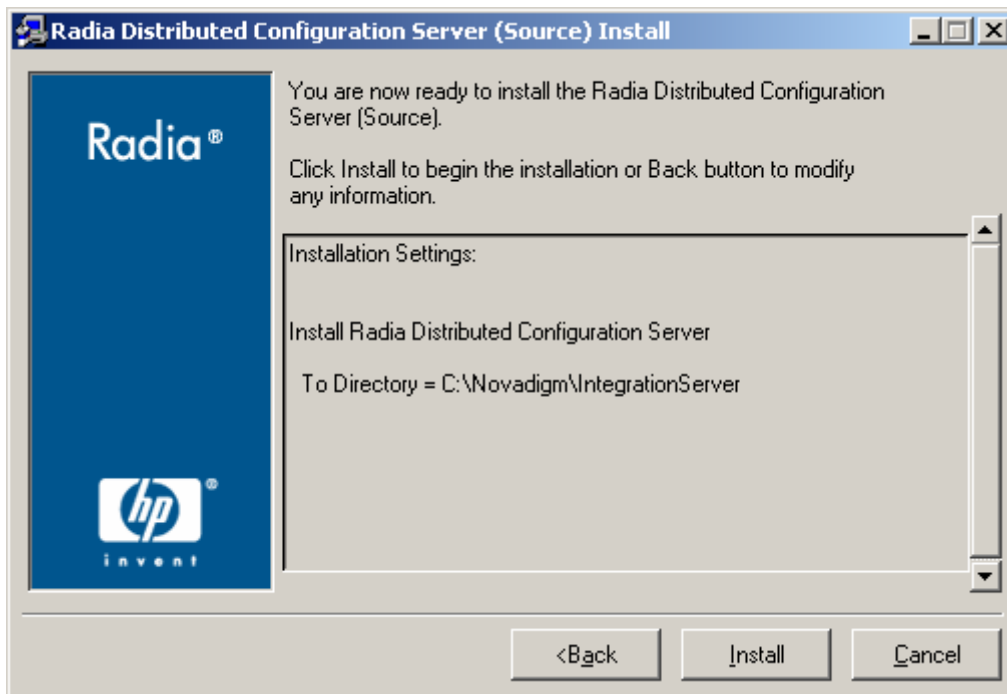 Radia Distributed Configuration Server (Source) Install
Radia®
hp®
invent
You are now ready to install the Radia Distributed Configuration
Server (Source).
Click Install to begin the installation or Back button to modify
any information.
Installation Settings:
Install Radia Distributed Configuration Server
To Directory = C:\Novadigm\IntegrationServer
<Back
Install
Cancel